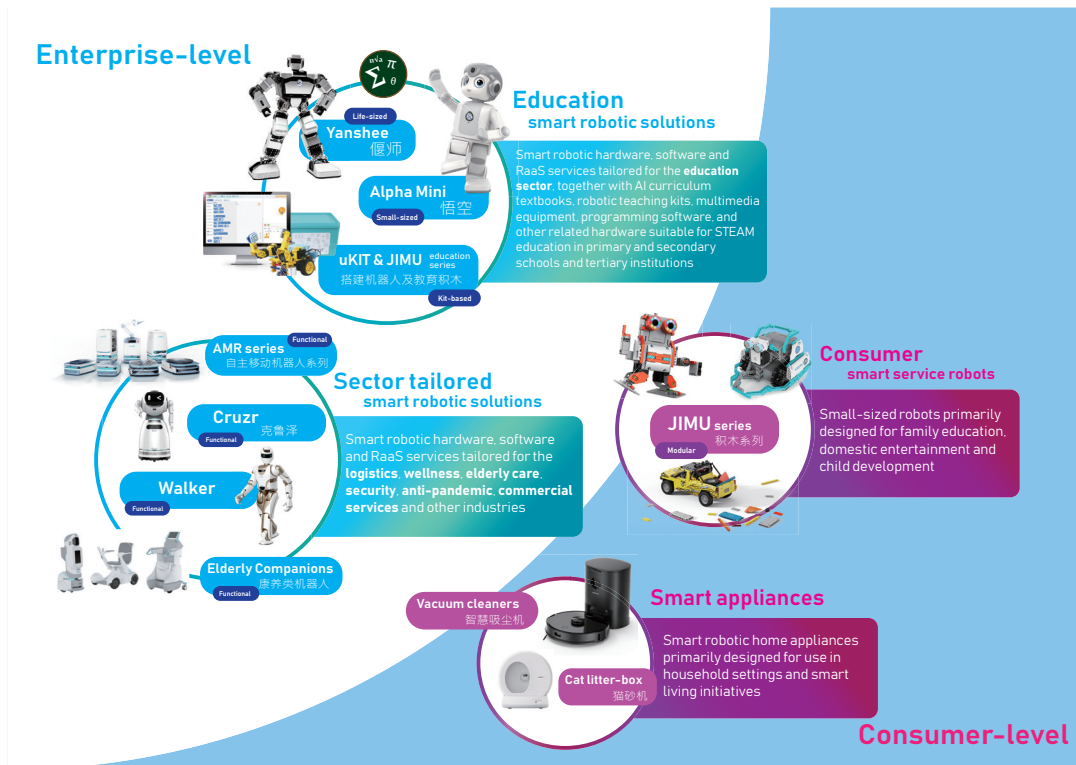 Enterprise-level
n√a π
Σ θ
Life-sized
Yanshee
偃师
Alpha Mini
悟空
Small-sized
uKIT & JIMU education series
搭建机器人及教育积木
Kit-based
Education
smart robotic solutions
Smart robotic hardware, software and
RaaS services tailored for the education
sector, together with AI curriculum
textbooks, robotic teaching kits, multimedia
equipment, programming software, and
other related hardware suitable for STEAM
education in primary and secondary
schools and tertiary institutions
AMR series
Functional
自主移动机器人系列
Cruzr
克鲁泽
Functional
Walker
Functional
Elderly Companions
康养类机器人
Functional
Sector tailored
smart robotic solutions
Smart robotic hardware, software
and RaaS services tailored for the
logistics, wellness, elderly care,
security, anti-pandemic, commercial
services and other industries
JIMU series
积木系列
Modular
Consumer
smart service robots
Small-sized robots primarily
designed for family education,
domestic entertainment and
child development
Vacuum cleaners
智慧吸尘机
Cat litter-box
猫砂机
Smart appliances
Smart robotic home appliances
primarily designed for use in
household settings and smart
living initiatives
Consumer-level